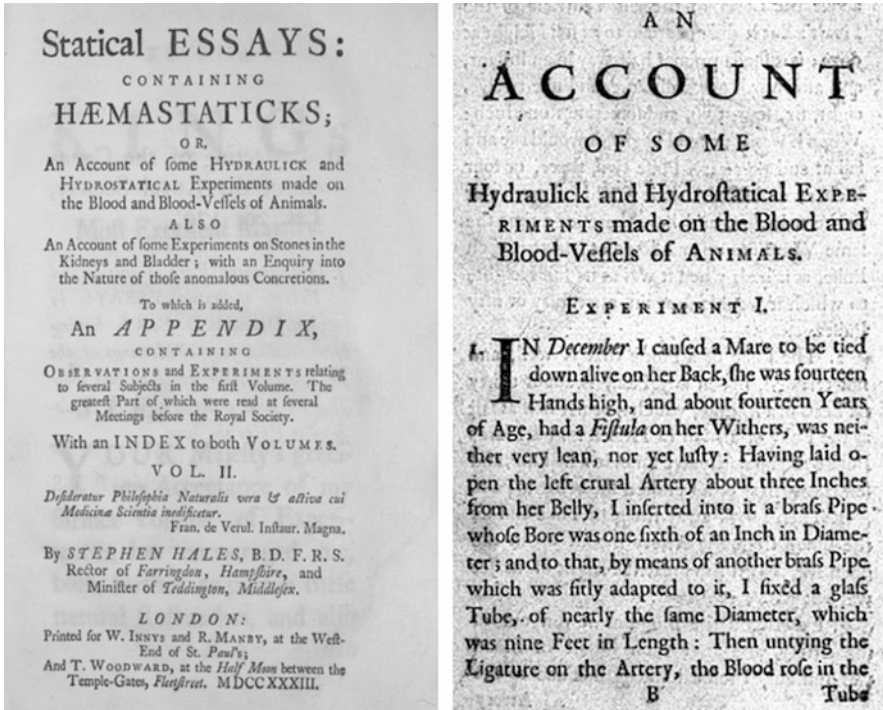 Statical ESSAYS:
CONTAINING
HÆMASTATICKS;
OR,
An Account of ſome HYDRAULICK and
HYDROSTATICAL Experiments made on
the Blood and Blood-Veſſels of Animals.
ALSO
An Account of ſome Experiments on Stones in the
Kidneys and Bladder; with an Enquiry into
the Nature of thoſe anomalous Concretions.
To which is added,
An APPENDIX,
CONTAINING
OBSERVATIONS and EXPERIMENTS relating
to ſeveral Subjects in the firſt Volume. The
greateſt Part of which were read at ſeveral
Meetings before the Royal Society.
With an INDEX to both VOLUMES.
VOL. II.
Deſideratur Philoſophia Naturalis vera & activa cui
Medicinæ Scientia inedificetur.
Fran. de Verul. Inſtaur. Magna.
By STEPHEN HALES, B.D. F.R.S.
Rector of Farringdon, Hampſhire, and
Miniſter of Teddington, Middleſex.
LONDON:
Printed for W. INNYS and R. MANBY, at the Weſt-
End of St. Paul's;
And T. WOODWARD, at the Half Moon between the
Temple-Gates, Fleetſtreet. MDCCXXXIII.
AN
ACCOUNT
OF SOME
Hydraulick and Hydroſtatical EXPE-
RIMENTS made on the Blood and
Blood-Veſſels of ANIMALS.
EXPERIMENT I.
1. IN December I cauſed a Mare to be tied
down alive on her Back, ſhe was fourteen
Hands high, and about fourteen Years
of Age, had a Fiſtula on her Withers, was nei-
ther very lean, nor yet luſty: Having laid o-
pen the left crural Artery about three Inches
from her Belly, I inſerted into it a braſs Pipe
whoſe Bore was one ſixth of an Inch in Diame-
ter; and to that, by means of another braſs Pipe
which was fitly adapted to it, I fixed a glaſs
Tube, of nearly the ſame Diameter, which
was nine Feet in Length: Then untying the
Ligature on the Artery, the Blood roſe in the
B Tube